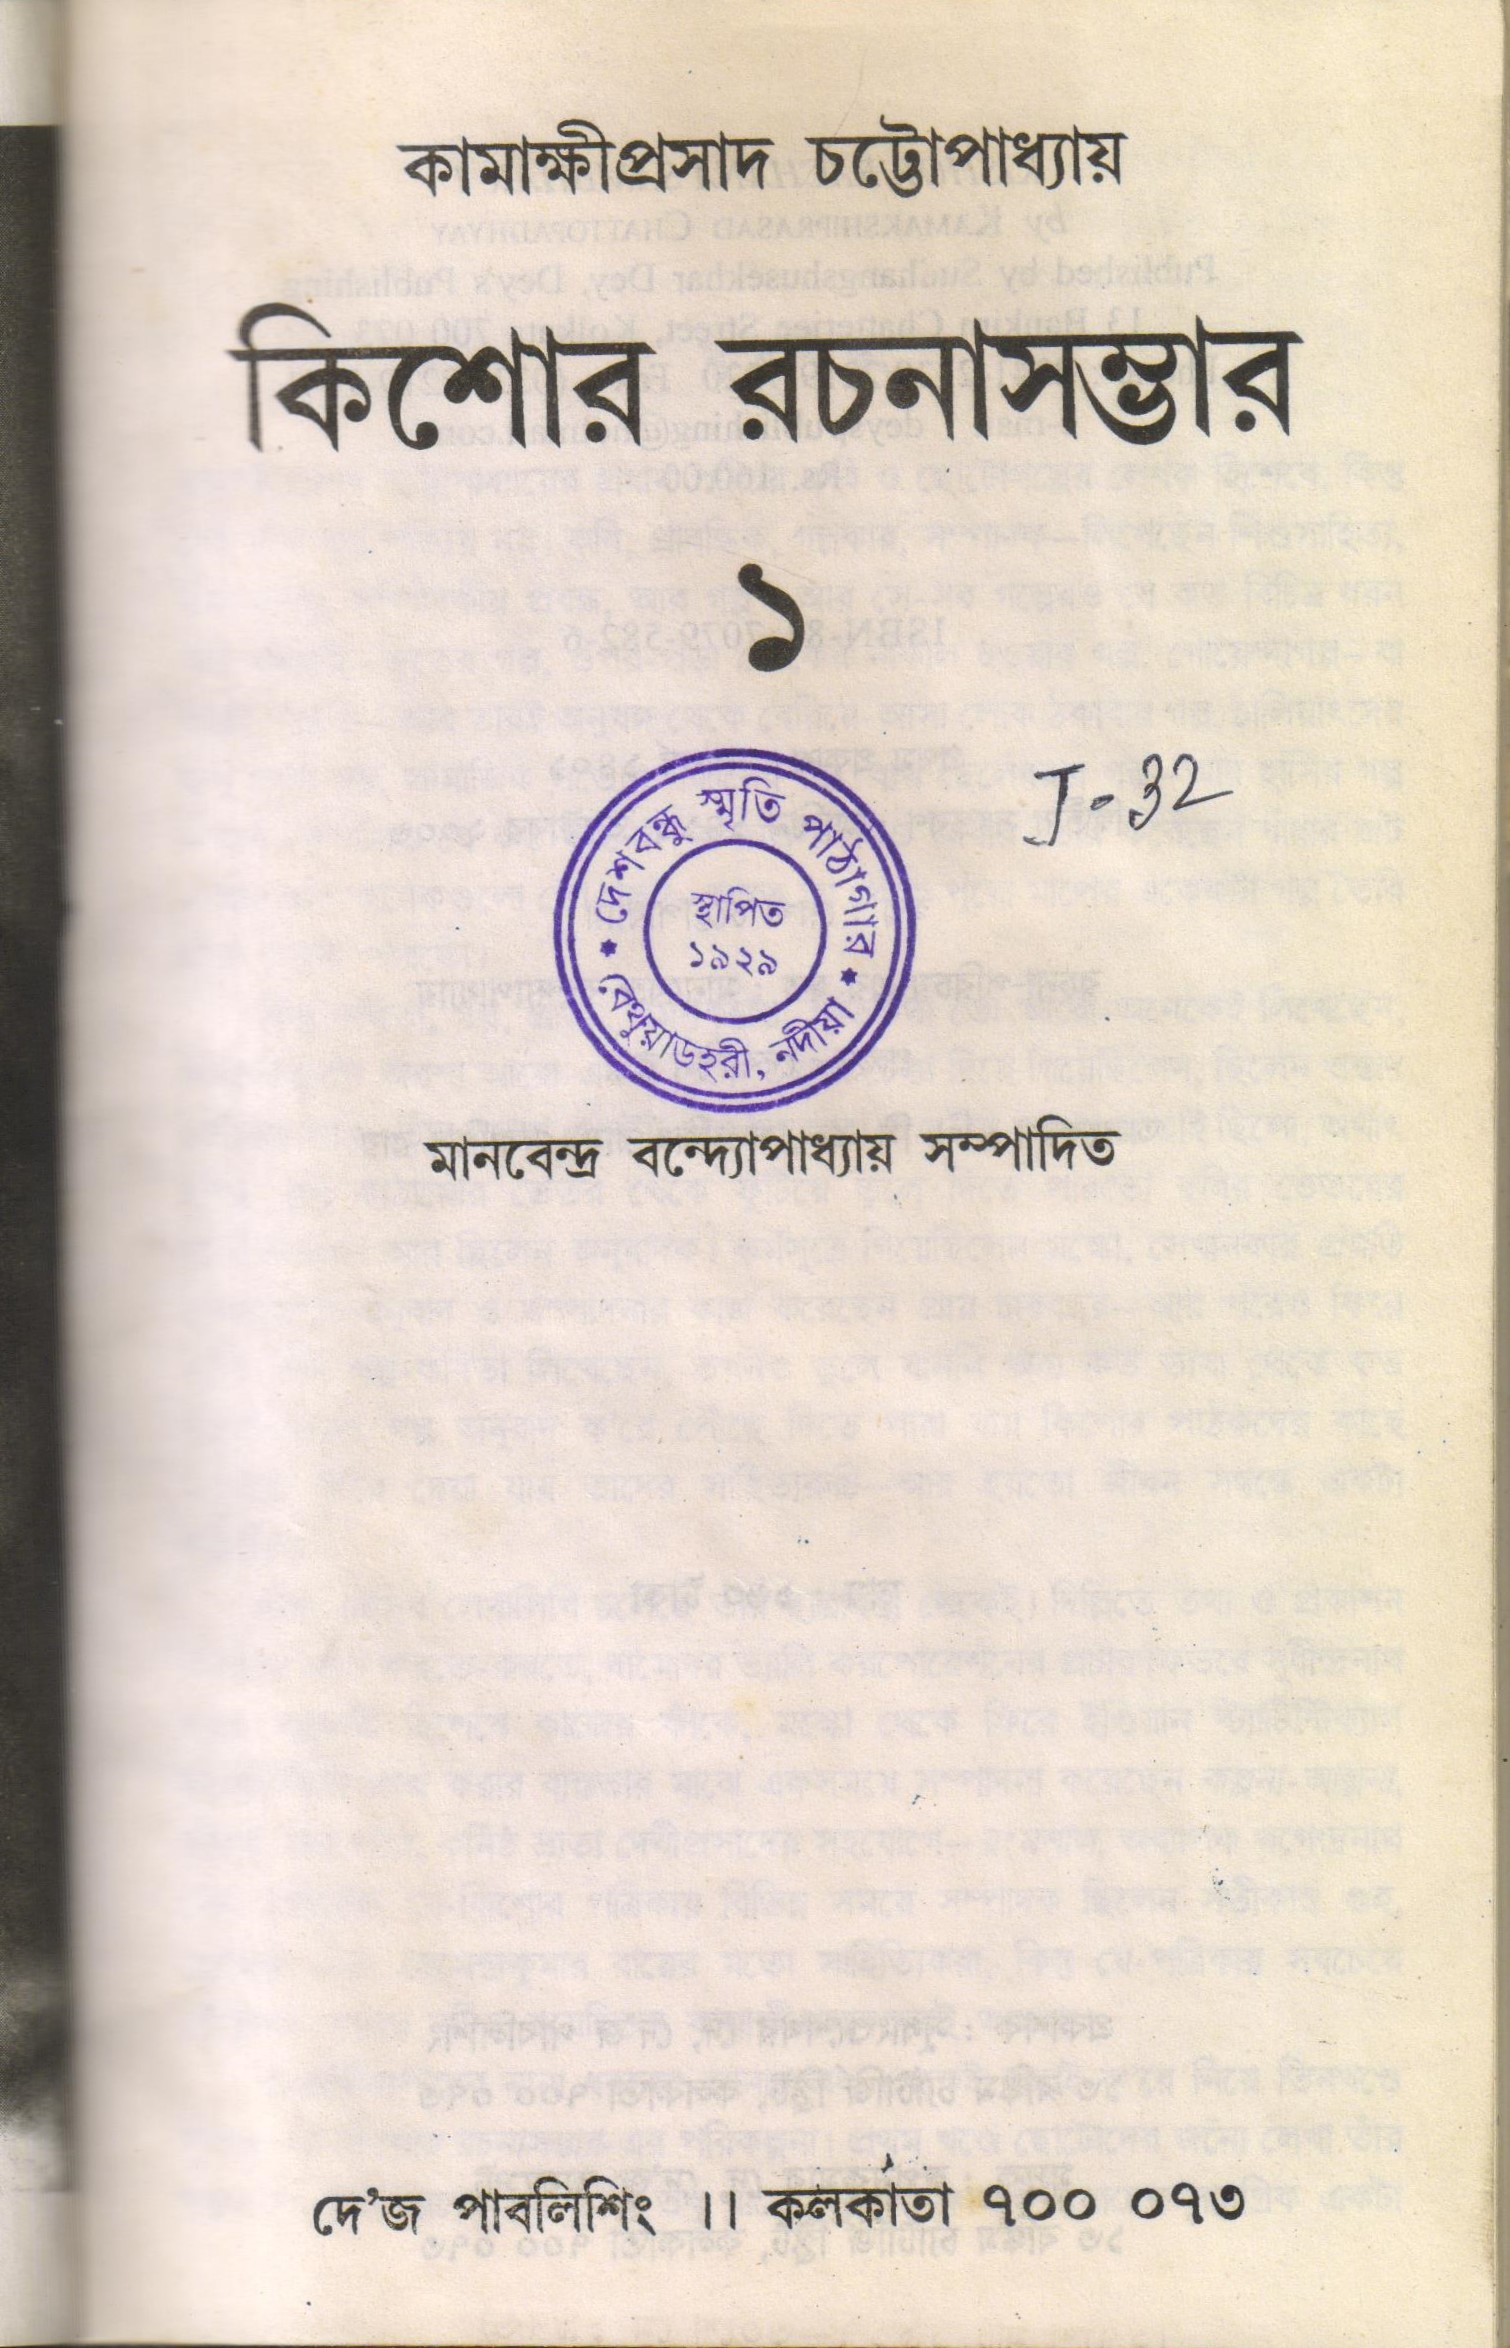 কামাক্ষীপ্রসাদ চট্টোপাধ্যায়
কিশোর রচনাসম্ভার
১
J-32
দেশবন্ধু স্মৃতি পাঠাগার
স্থাপিত
১৯২৯
বেথুয়াডহরী, নদীয়া
মানবেন্দ্র বন্দ্যোপাধ্যায় সম্পাদিত
দে'জ পাবলিশিং ।। কলকাতা ৭০০ ০৭৩